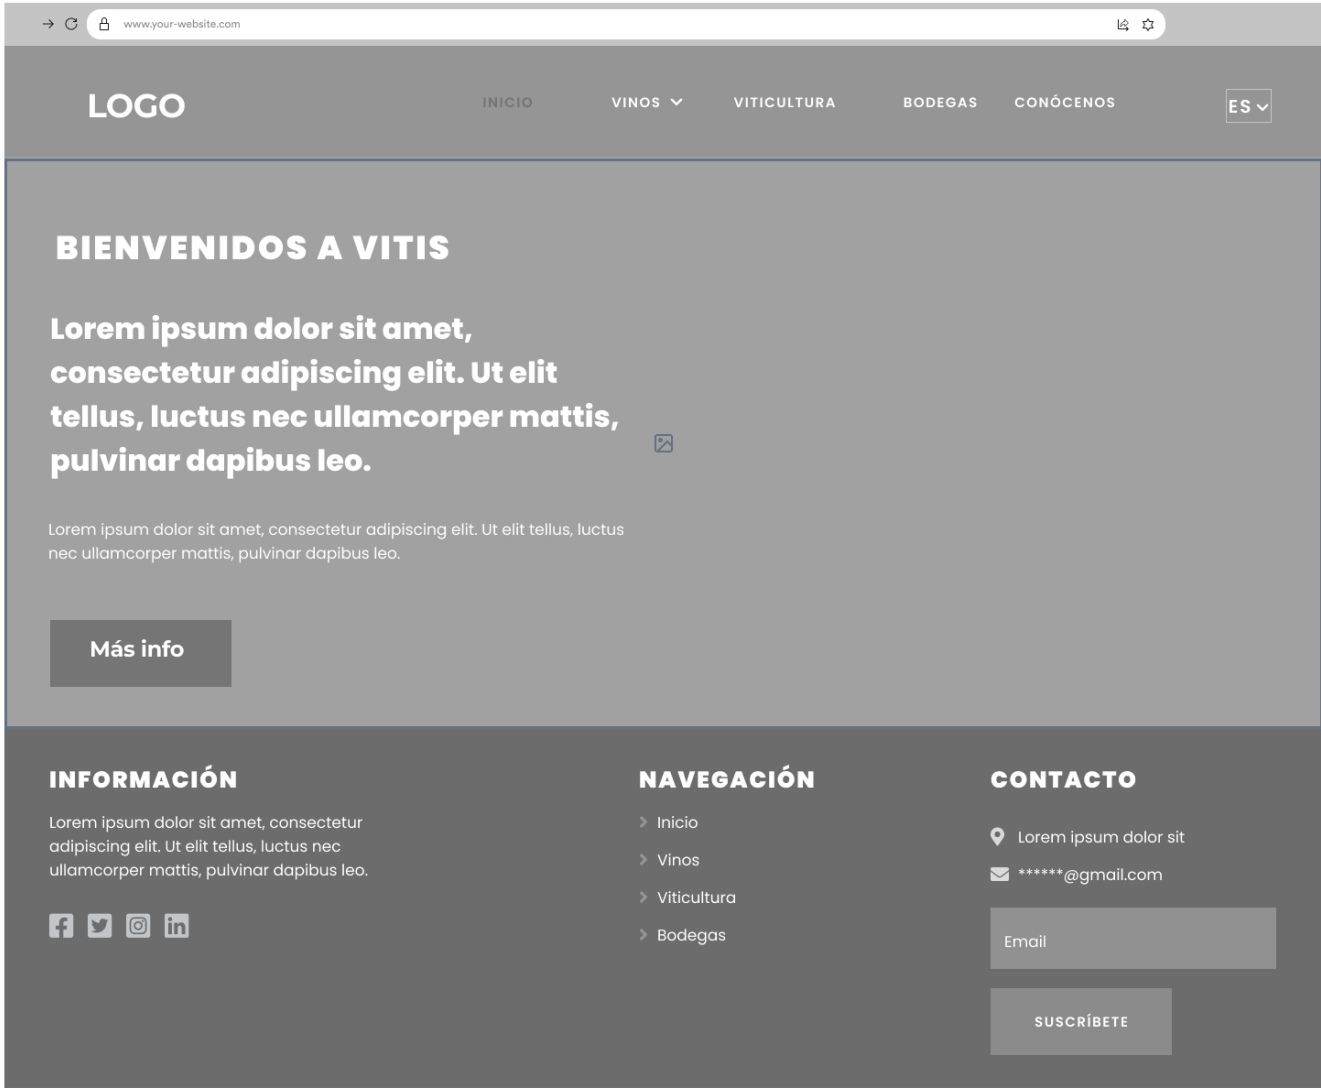 www.your-website.com
LOGO
INICIO
VINOS
VITICULTURA
BODEGAS
CONÓCENOS
ES
BIENVENIDOS A VITIS
Lorem ipsum dolor sit amet,
consectetur adipiscing elit. Ut elit
tellus, luctus nec ullamcorper mattis,
pulvinar dapibus leo.
Lorem ipsum dolor sit amet, consectetur adipiscing elit. Ut elit tellus, luctus
nec ullamcorper mattis, pulvinar dapibus leo.
Más info
INFORMACIÓN
Lorem ipsum dolor sit amet, consectetur
adipiscing elit. Ut elit tellus, luctus nec
ullamcorper mattis, pulvinar dapibus leo.
NAVEGACIÓN
Inicio
Vinos
Viticultura
Bodegas
CONTACTO
Lorem ipsum dolor sit
******@gmail.com
Email
SUSCRÍBETE